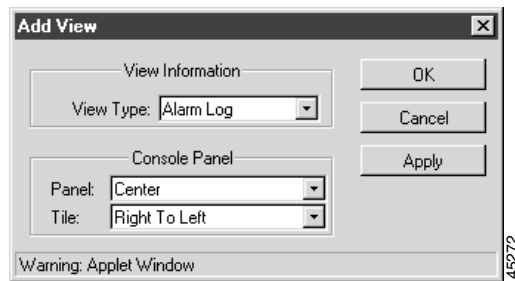 Add View
View Information
View Type: Alarm Log
Console Panel
Panel: Center
Tile: Right To Left
OK
Cancel
Apply
Warning: Applet Window
45272